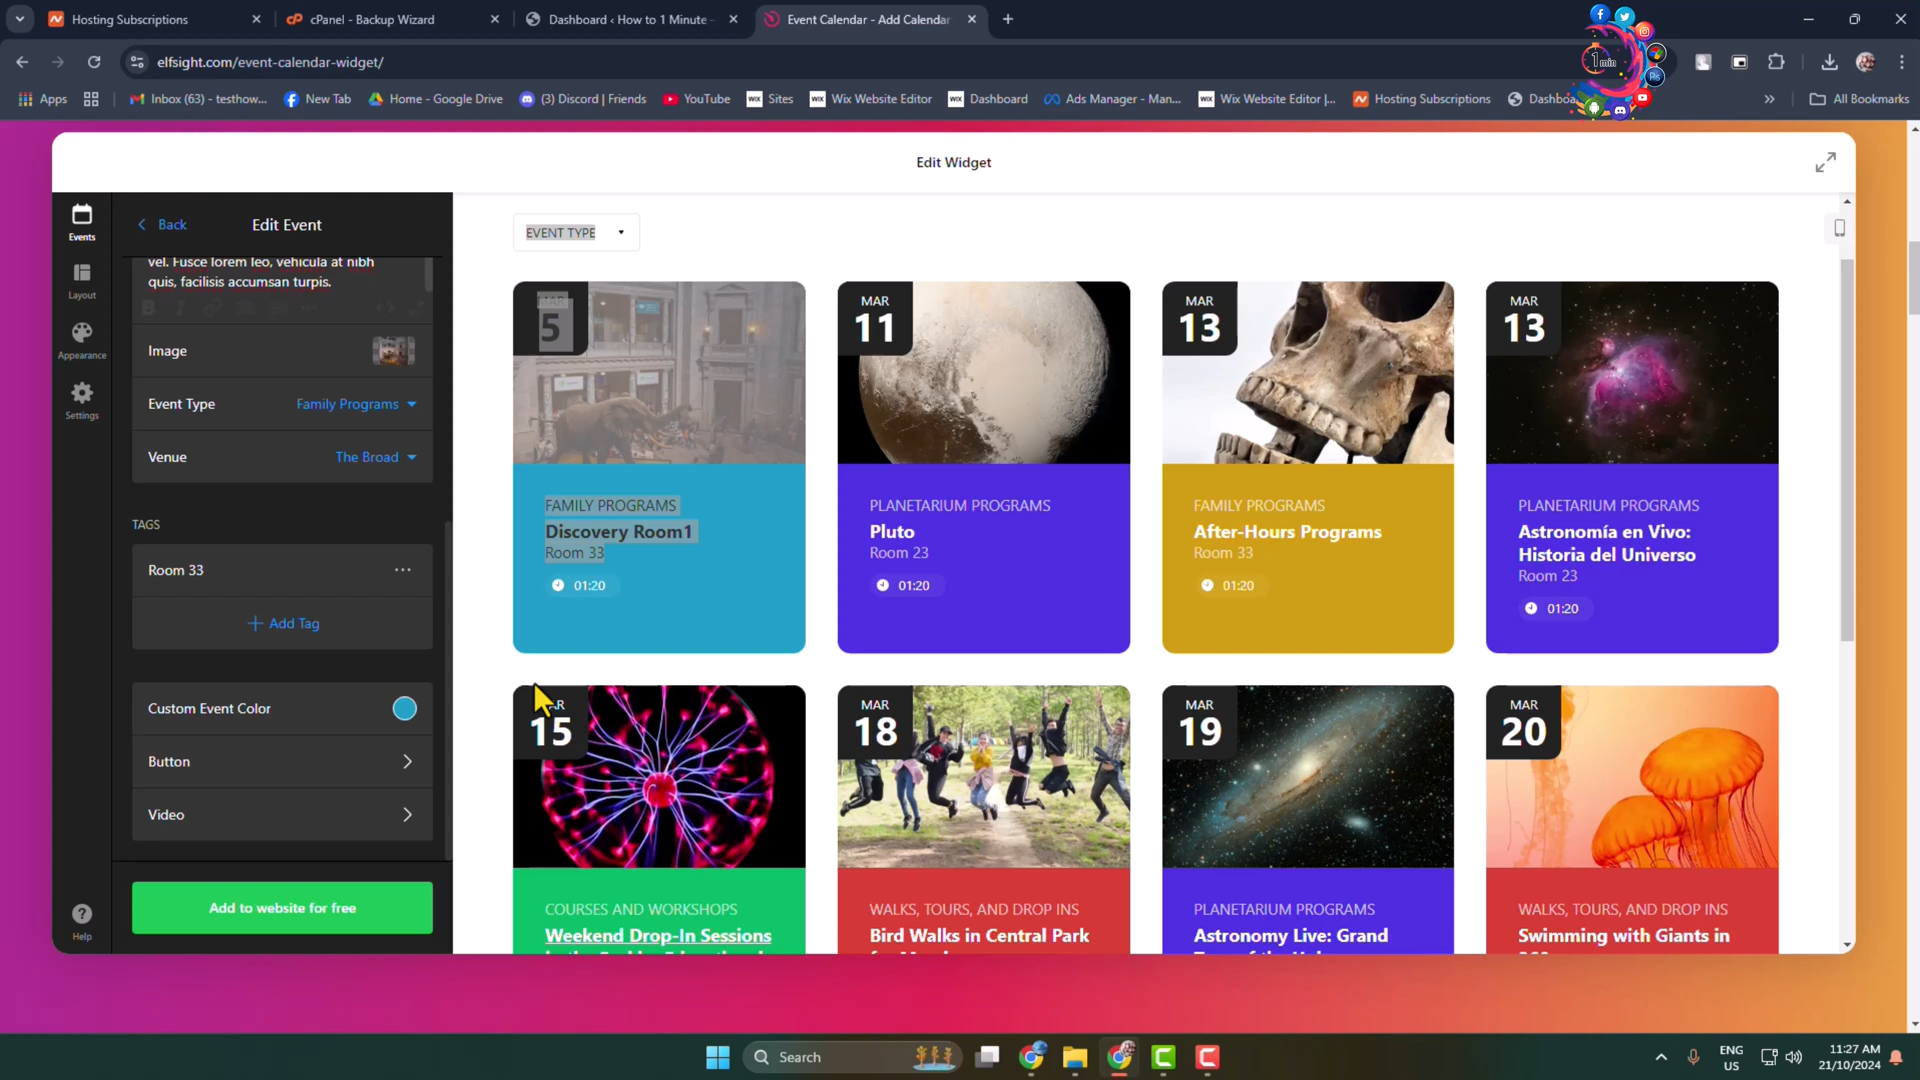 Hosting Subscriptions
cPanel - Backup Wizard
Dashboard ‹ How to 1 Minute -
Event Calendar - Add Calendar
elfsight.com/event-calendar-widget/
1min
Ps
Apps
Inbox (63) - testhow...
New Tab
Home - Google Drive
(3) Discord | Friends
YouTube
WIX Sites
WIX Wix Website Editor
WIX Dashboard
Ads Manager - Man...
WIX Wix Website Editor |...
Hosting Subscriptions
All Bookmarks
Edit Widget
Events
Layout
Appearance
Settings
Help
Back
Edit Event
vel. Fusce lorem leo, vehicula at nibh
quis, facilisis accumsan turpis.
Image
Event Type
Family Programs
Venue
The Broad
TAGS
Room 33
Add Tag
Custom Event Color
Button
Video
Add to website for free
EVENT TYPE
MAR
5
FAMILY PROGRAMS
Discovery Room1
Room 33
01:20
MAR
11
PLANETARIUM PROGRAMS
Pluto
Room 23
01:20
MAR
13
FAMILY PROGRAMS
After-Hours Programs
Room 33
01:20
MAR
13
PLANETARIUM PROGRAMS
Astronomía en Vivo:
Historia del Universo
Room 23
01:20
15
COURSES AND WORKSHOPS
Weekend Drop-In Sessions
MAR
18
WALKS, TOURS, AND DROP INS
Bird Walks in Central Park
MAR
19
PLANETARIUM PROGRAMS
Astronomy Live: Grand
MAR
20
WALKS, TOURS, AND DROP INS
Swimming with Giants in
Search
ENG
US
11:27 AM
21/10/2024